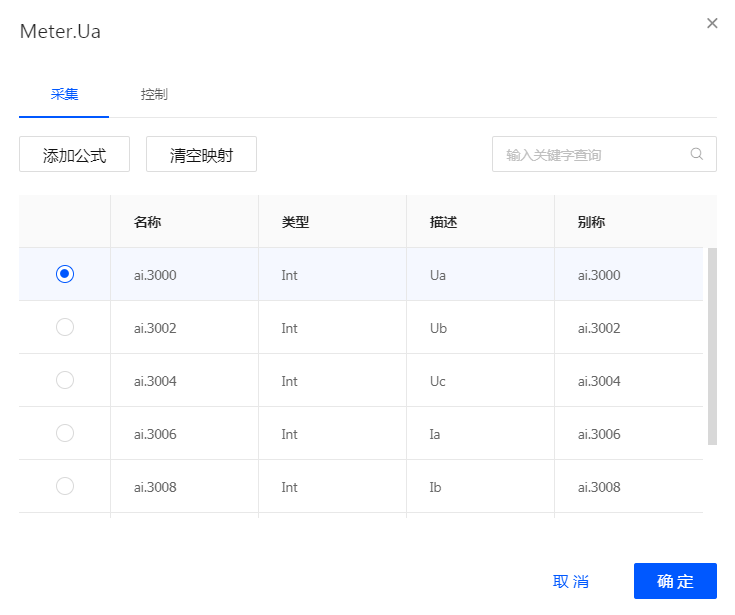 Meter.Ua
采集 控制
添加公式 清空映射 输入关键字查询
名称 类型 描述 别称
ai.3000 Int Ua ai.3000
ai.3002 Int Ub ai.3002
ai.3004 Int Uc ai.3004
ai.3006 Int Ia ai.3006
ai.3008 Int Ib ai.3008
取消 确定